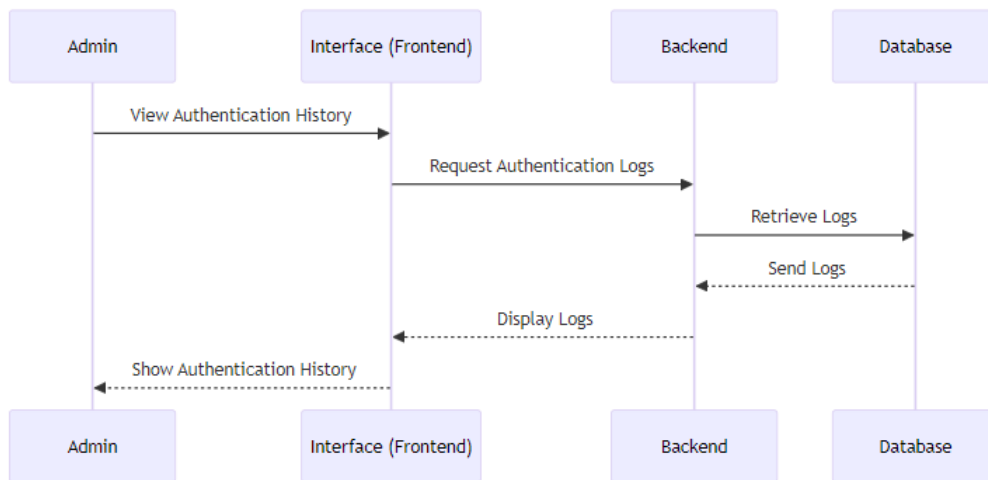 Admin
Interface (Frontend)
Backend
Database
View Authentication History
Request Authentication Logs
Retrieve Logs
Send Logs
Display Logs
Show Authentication History
Admin
Interface (Frontend)
Backend
Database